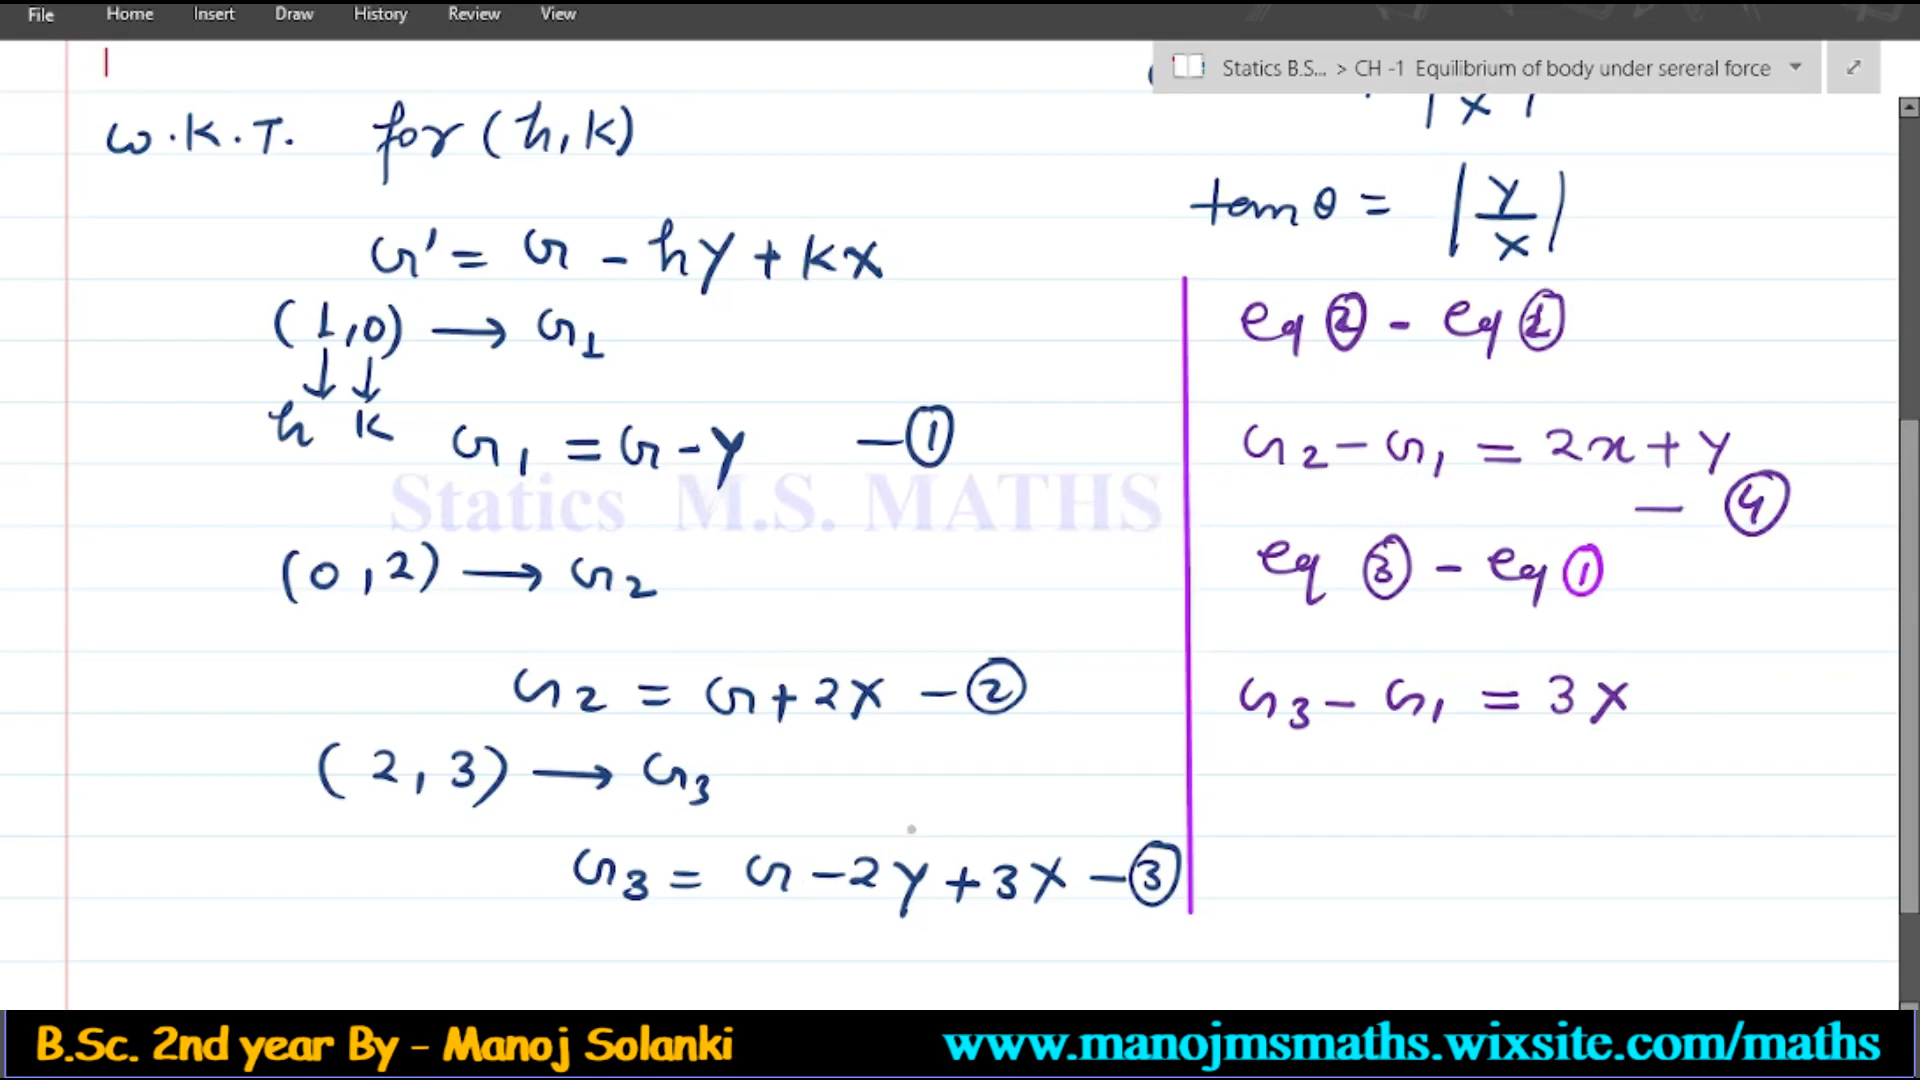 File Home Insert Draw History Review View
Statics B.S... > CH -1 Equilibrium of body under sereral force
w.k.T. for (h,k)
G' = G - hY + kX
(1,0) → G1
h k
G1 = G - Y — ①
(0,2) → G2
G2 = G + 2X — ②
(2,3) → G3
G3 = G - 2Y + 3X — ③
|X|
tanθ = |Y/X|
eq ② - eq ①
G2 - G1 = 2x + Y
— ④
eq ③ - eq ①
G3 - G1 = 3X
Statics M.S. MATHS
B.Sc. 2nd year By - Manoj Solanki
www.manojmsmaths.wixsite.com/maths